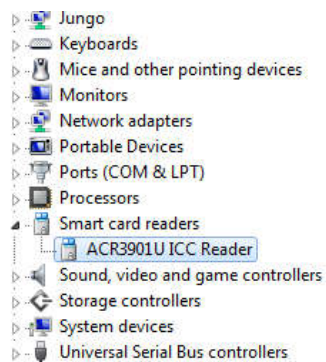 Jungo
Keyboards
Mice and other pointing devices
Monitors
Network adapters
Portable Devices
Ports (COM & LPT)
Processors
Smart card readers
ACR3901U ICC Reader
Sound, video and game controllers
Storage controllers
System devices
Universal Serial Bus controllers